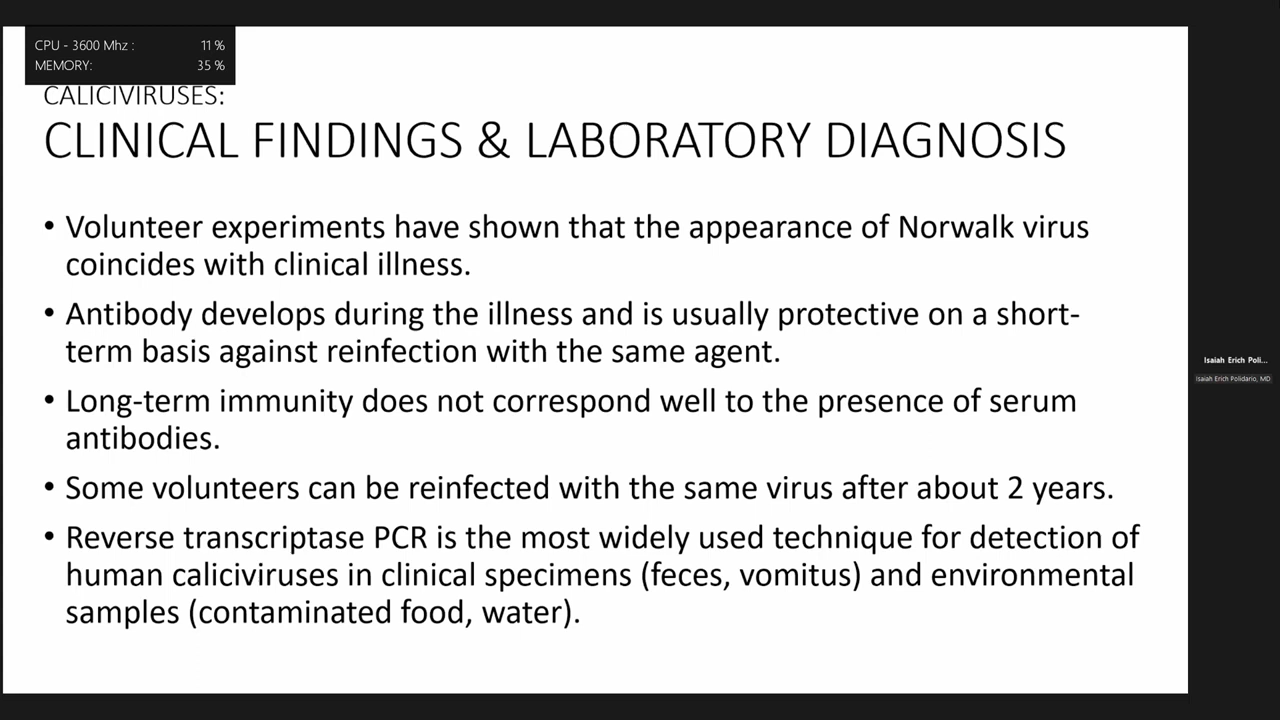 CPU - 3600 Mhz : 11 %
MEMORY: 35 %
CALICIVIRUSES:
CLINICAL FINDINGS & LABORATORY DIAGNOSIS
• Volunteer experiments have shown that the appearance of Norwalk virus
coincides with clinical illness.
• Antibody develops during the illness and is usually protective on a short-
term basis against reinfection with the same agent.
• Long-term immunity does not correspond well to the presence of serum
antibodies.
• Some volunteers can be reinfected with the same virus after about 2 years.
• Reverse transcriptase PCR is the most widely used technique for detection of
human caliciviruses in clinical specimens (feces, vomitus) and environmental
samples (contaminated food, water).
Isaiah Erich Poli...
Isaiah Erich Polidario, MD